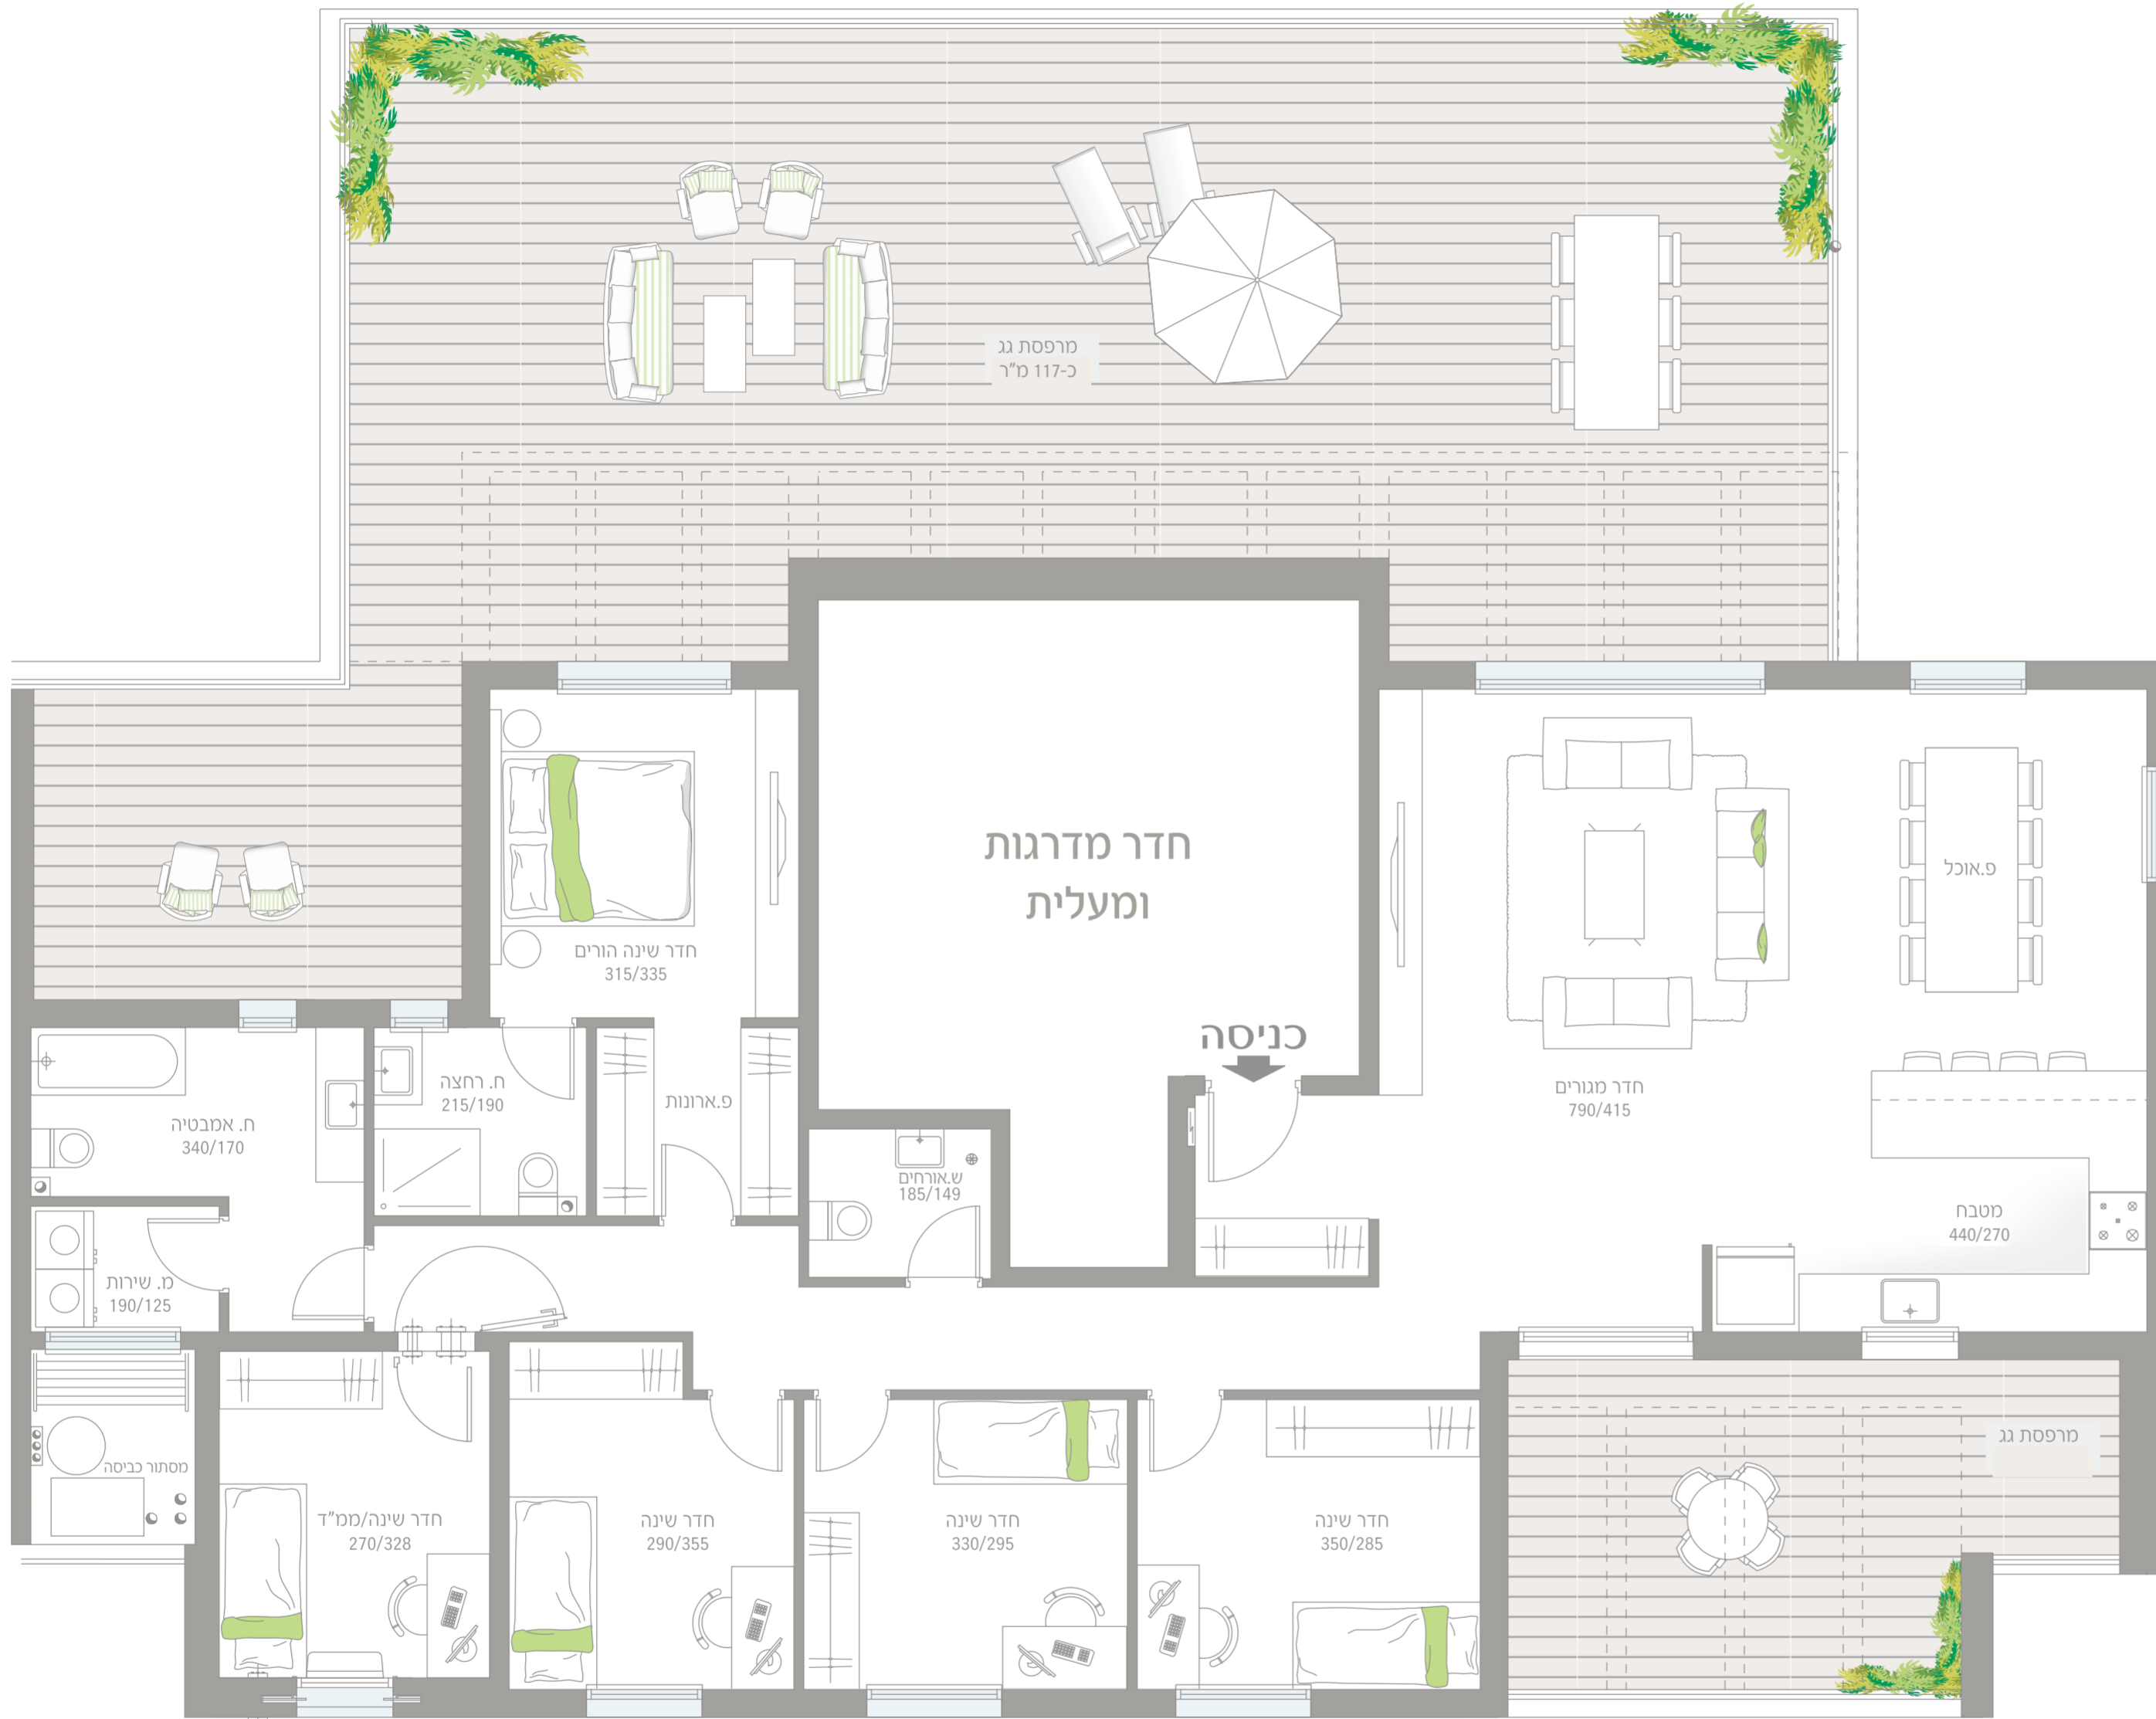 מרפסת גג
כ-117 מ"ר
חדר מדרגות
ומעלית
פ.אוכל
חדר שינה הורים
315/335
כניסה
חדר מגורים
790/415
ח. רחצה
215/190
פ.ארונות
ח. אמבטיה
340/170
ש.אורחים
185/149
מטבח
440/270
מ. שירות
190/125
מרפסת גג
מסתור כביסה
חדר שינה/ממ"ד
270/328
חדר שינה
290/355
חדר שינה
330/295
חדר שינה
350/285